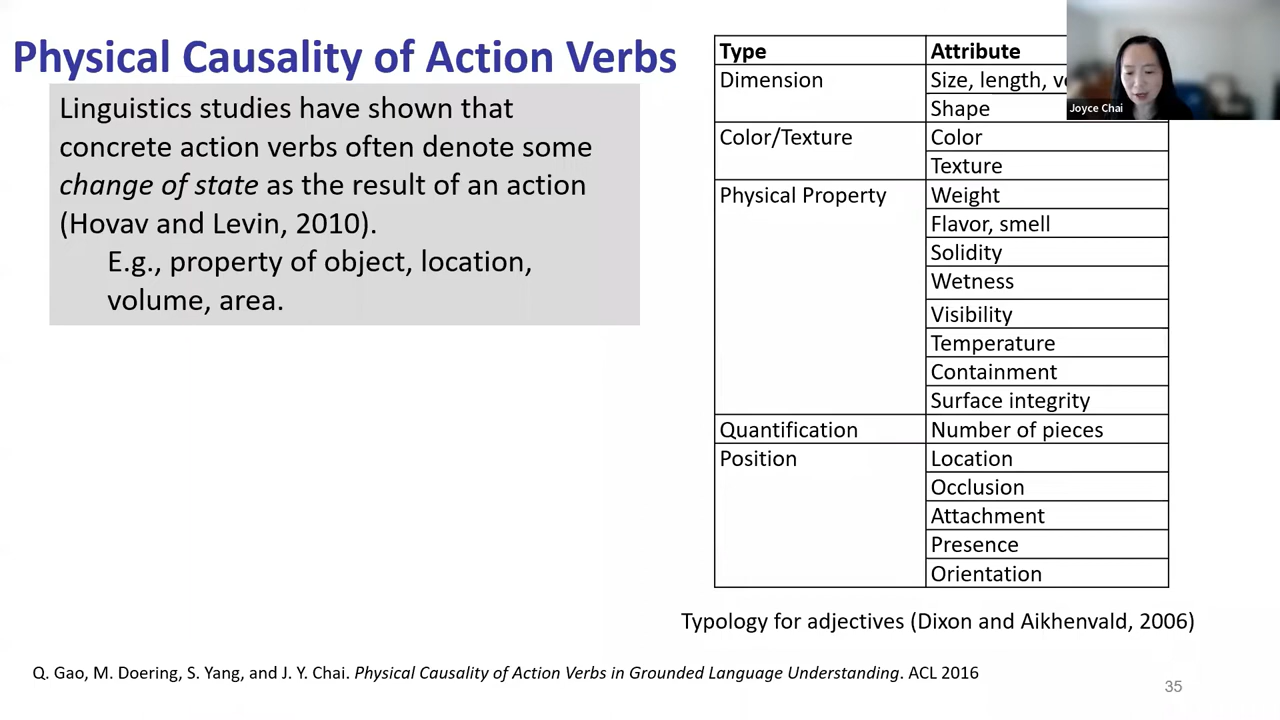 Physical Causality of Action Verbs
Linguistics studies have shown that
concrete action verbs often denote some
change of state as the result of an action
(Hovav and Levin, 2010).
E.g., property of object, location,
volume, area.
Type Attribute
Dimension Size, length,
Shape
Color/Texture Color
Texture
Physical Property Weight
Flavor, smell
Solidity
Wetness
Visibility
Temperature
Containment
Surface integrity
Quantification Number of pieces
Position Location
Occlusion
Attachment
Presence
Orientation
Typology for adjectives (Dixon and Aikhenvald, 2006)
Q. Gao, M. Doering, S. Yang, and J. Y. Chai. Physical Causality of Action Verbs in Grounded Language Understanding. ACL 2016
35
Joyce Chai